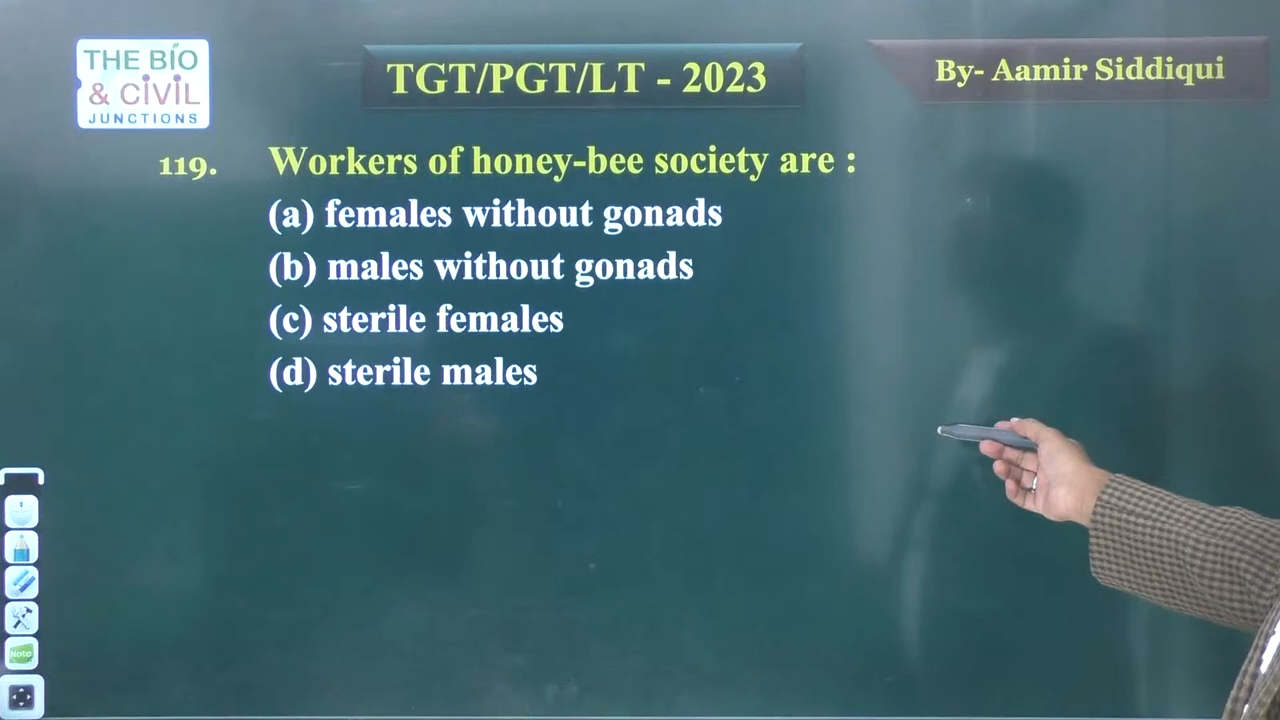 THE BIO
& CIVIL
JUNCTIONS
TGT/PGT/LT - 2023
By- Aamir Siddiqui
119. Workers of honey-bee society are :
(a) females without gonads
(b) males without gonads
(c) sterile females
(d) sterile males
Note